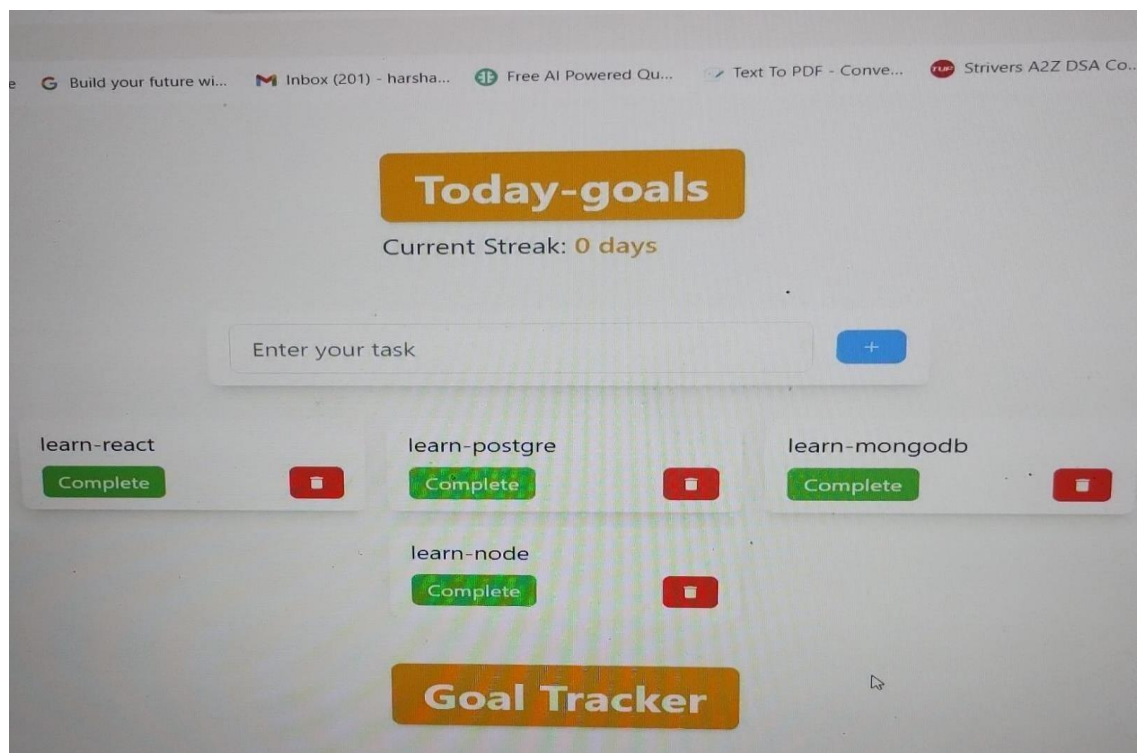 e Build your future wi... Inbox (201) - harsha... Free AI Powered Qu... Text To PDF - Conve... TUF Strivers A2Z DSA Co..
Today-goals
Current Streak: 0 days
Enter your task +
learn-react learn-postgre learn-mongodb
Complete Complete Complete
learn-node
Complete
Goal Tracker